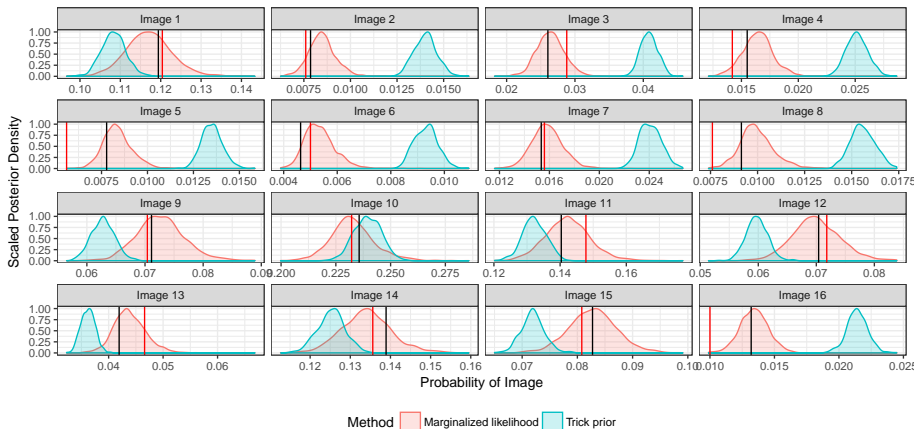 Image 1 Image 2 Image 3 Image 4
1.00
0.75
0.50
0.25
0.00
0.10 0.11 0.12 0.13 0.14 0.0075 0.0100 0.0125 0.0150 0.02 0.03 0.04 0.015 0.020 0.025
Image 5 Image 6 Image 7 Image 8
1.00
0.75
0.50
0.25
0.00
0.0075 0.0100 0.0125 0.0150 0.004 0.006 0.008 0.010 0.012 0.016 0.020 0.024 0.0075 0.0100 0.0125 0.0150 0.0175
Image 9 Image 10 Image 11 Image 12
1.00
0.75
0.50
0.25
0.00
0.06 0.07 0.08 0.09 0.200 0.225 0.250 0.275 0.12 0.14 0.16 0.05 0.06 0.07 0.08
Image 13 Image 14 Image 15 Image 16
1.00
0.75
0.50
0.25
0.00
0.04 0.05 0.06 0.12 0.13 0.14 0.15 0.16 0.07 0.08 0.09 0.10 0.010 0.015 0.020 0.025
Scaled Posterior Density
Probability of Image
Method Marginalized likelihood Trick prior